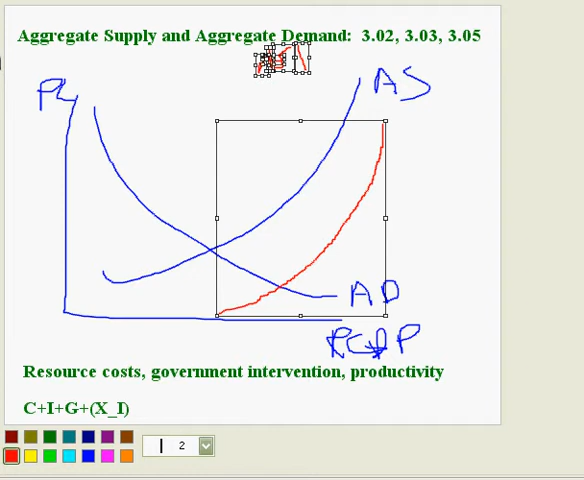 Aggregate Supply and Aggregate Demand: 3.02, 3.03, 3.05
PL
AS
AD
RGDP
Resource costs, government intervention, productivity
C+I+G+(X_I)
2